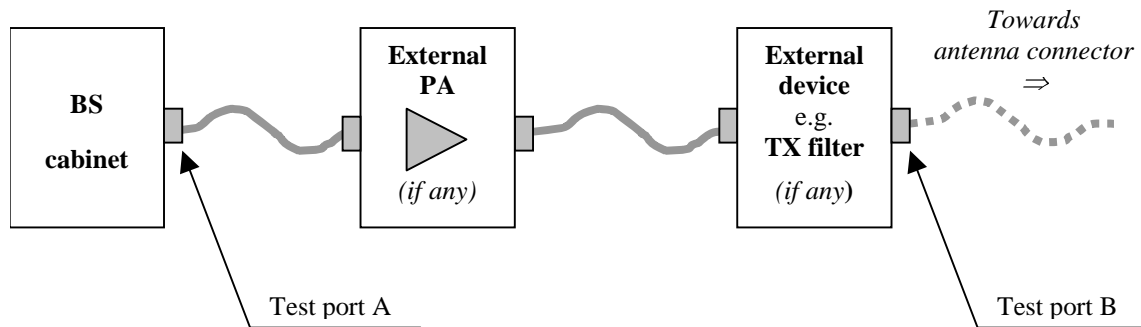 BS
cabinet
External
PA
(if any)
External
device
e.g.
TX filter
(if any)
Towards
antenna connector
⇒
Test port A
Test port B